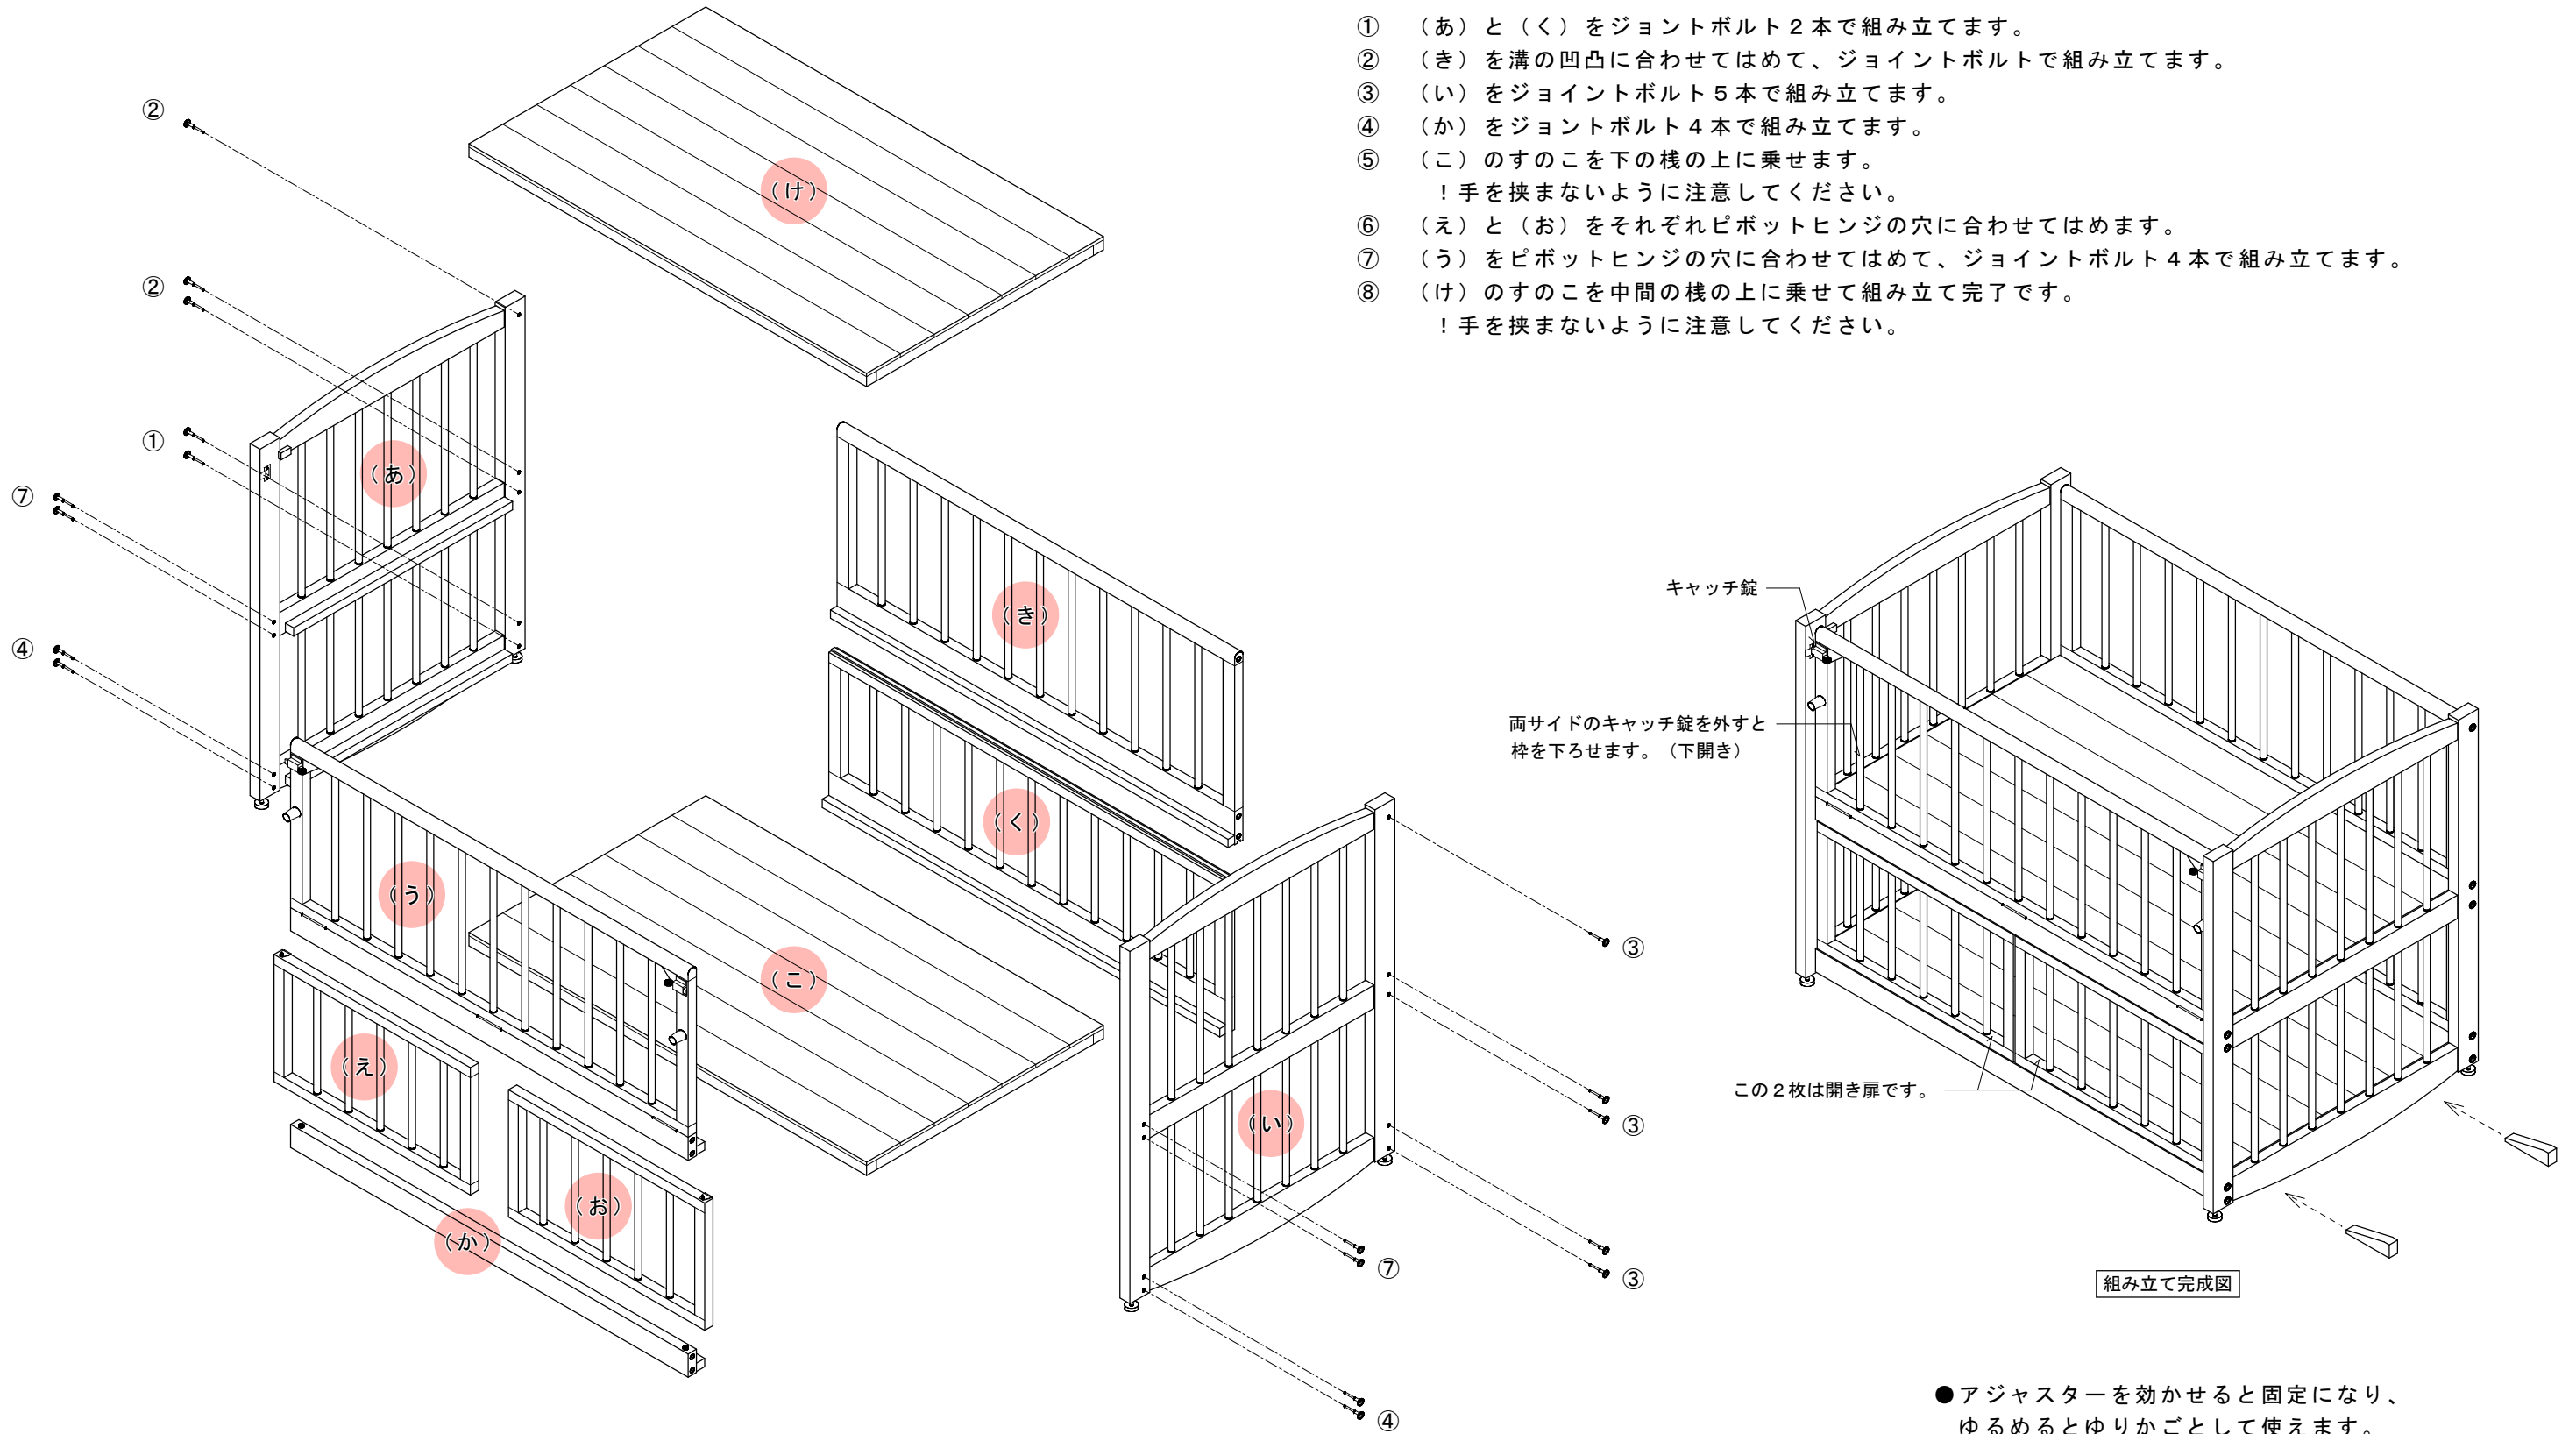 ① （あ）と（く）をジョントボルト２本で組み立てます。
② （き）を溝の凹凸に合わせてはめて、ジョイントボルトで組み立てます。
③ （い）をジョイントボルト５本で組み立てます。
④ （か）をジョントボルト４本で組み立てます。
⑤ （こ）のすのこを下の桟の上に乗せます。
！手を挟まないように注意してください。
⑥ （え）と（お）をそれぞれピボットヒンジの穴に合わせてはめます。
⑦ （う）をピボットヒンジの穴に合わせてはめて、ジョイントボルト４本で組み立てます。
⑧ （け）のすのこを中間の桟の上に乗せて組み立て完了です。
！手を挟まないように注意してください。
②
（け）
②
①
（あ）
⑦
④
（き）
（く）
（う）
（こ）
（え）
（お）
（か）
（い）
③
③
③
⑦
④
キャッチ錠
両サイドのキャッチ錠を外すと
枠を下ろせます。（下開き）
この２枚は開き扉です。
組み立て完成図
●アジャスターを効かせると固定になり、
ゆるめるとゆりかごとして使えます。